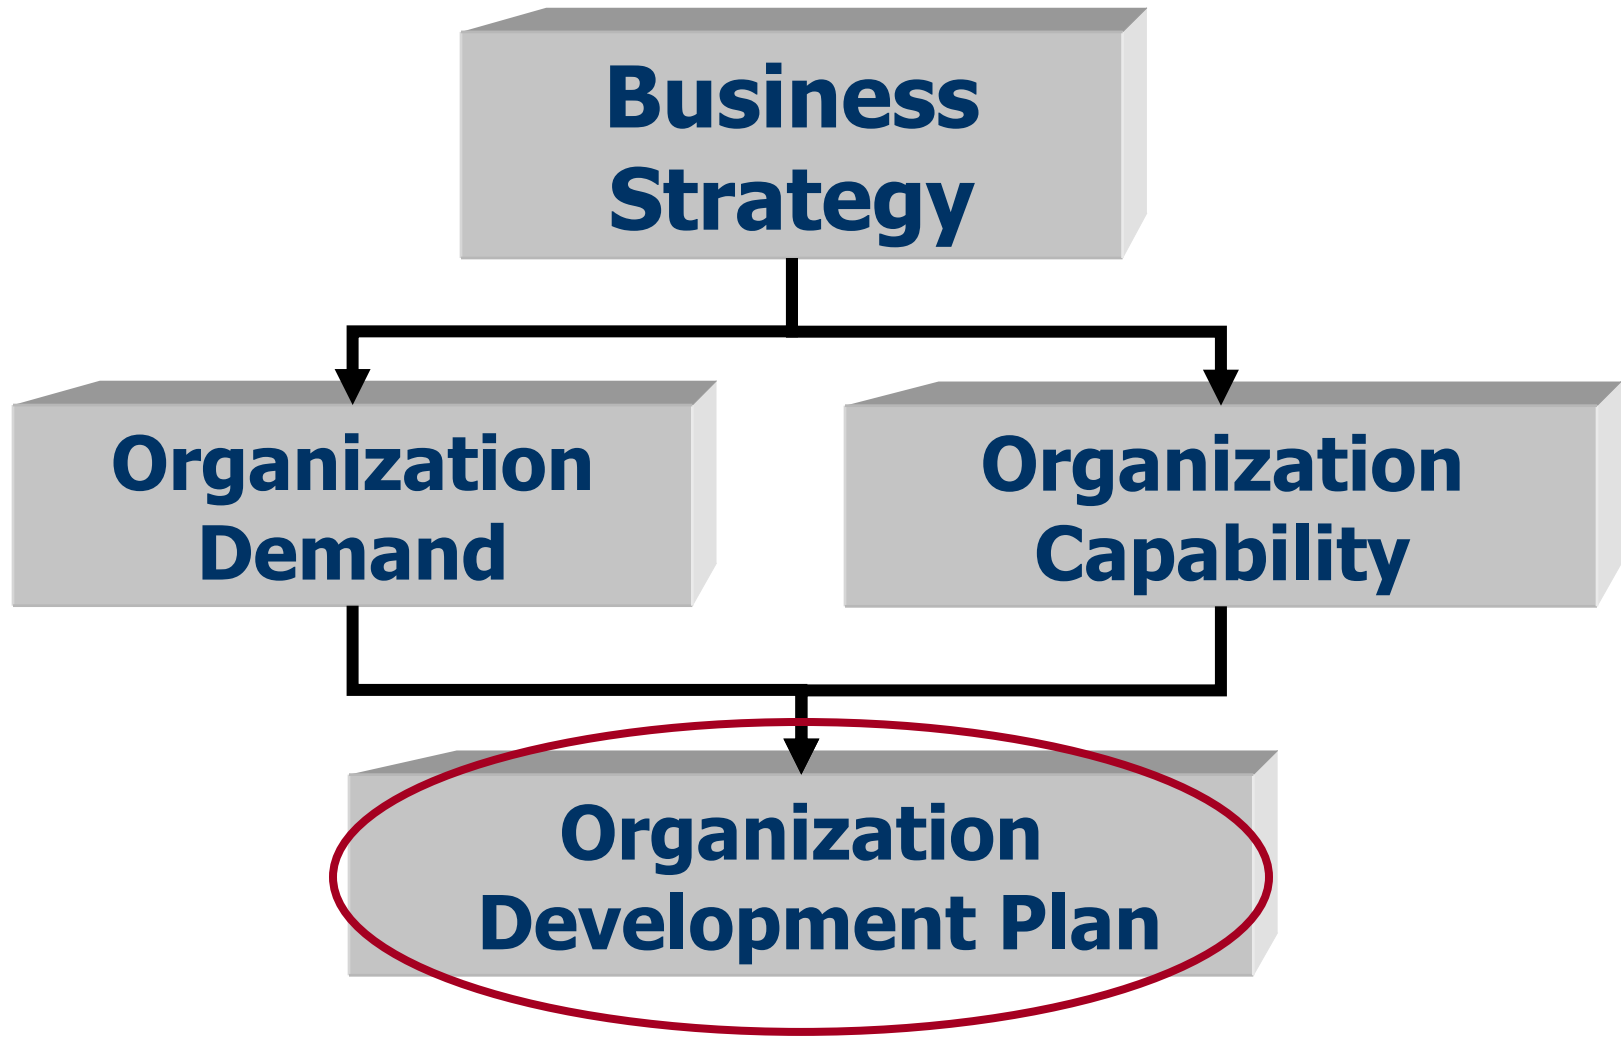 Business
Strategy
Organization
Demand
Organization
Capability
Organization
Development Plan